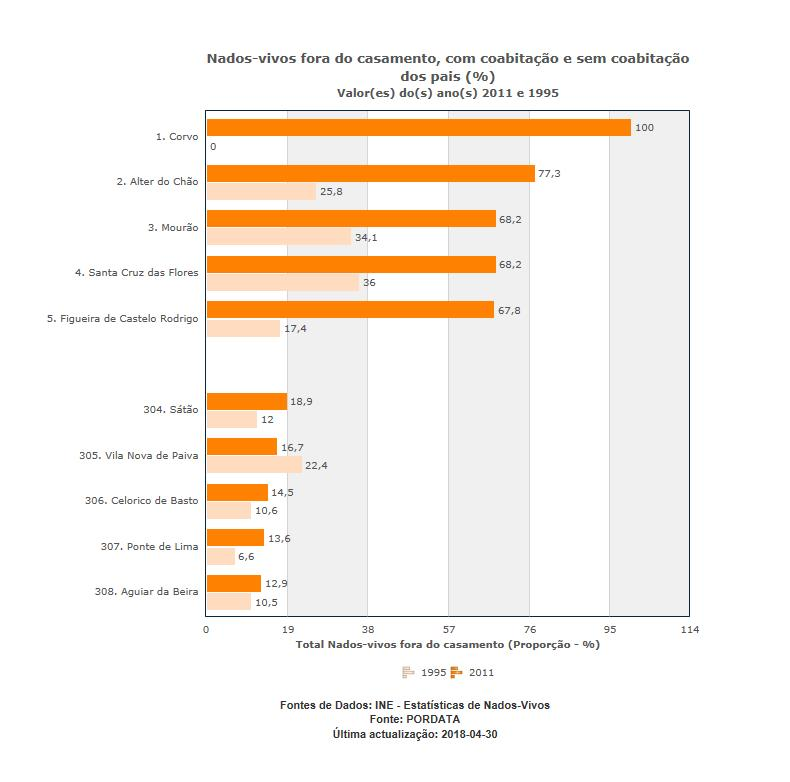 Nados-vivos fora do casamento, com coabitação e sem coabitação
dos pais (%)
Valor(es) do(s) ano(s) 2011 e 1995
1. Corvo
100
0
2. Alter do Chão
77,3
25,8
3. Mourão
68,2
34,1
4. Santa Cruz das Flores
68,2
36
5. Figueira de Castelo Rodrigo
67,8
17,4
304. Sátão
18,9
12
305. Vila Nova de Paiva
16,7
22,4
306. Celorico de Basto
14,5
10,6
307. Ponte de Lima
13,6
6,6
308. Aguiar da Beira
12,9
10,5
0 19 38 57 76 95 114
Total Nados-vivos fora do casamento (Proporção - %)
1995 2011
Fontes de Dados: INE - Estatísticas de Nados-Vivos
Fonte: PORDATA
Última actualização: 2018-04-30